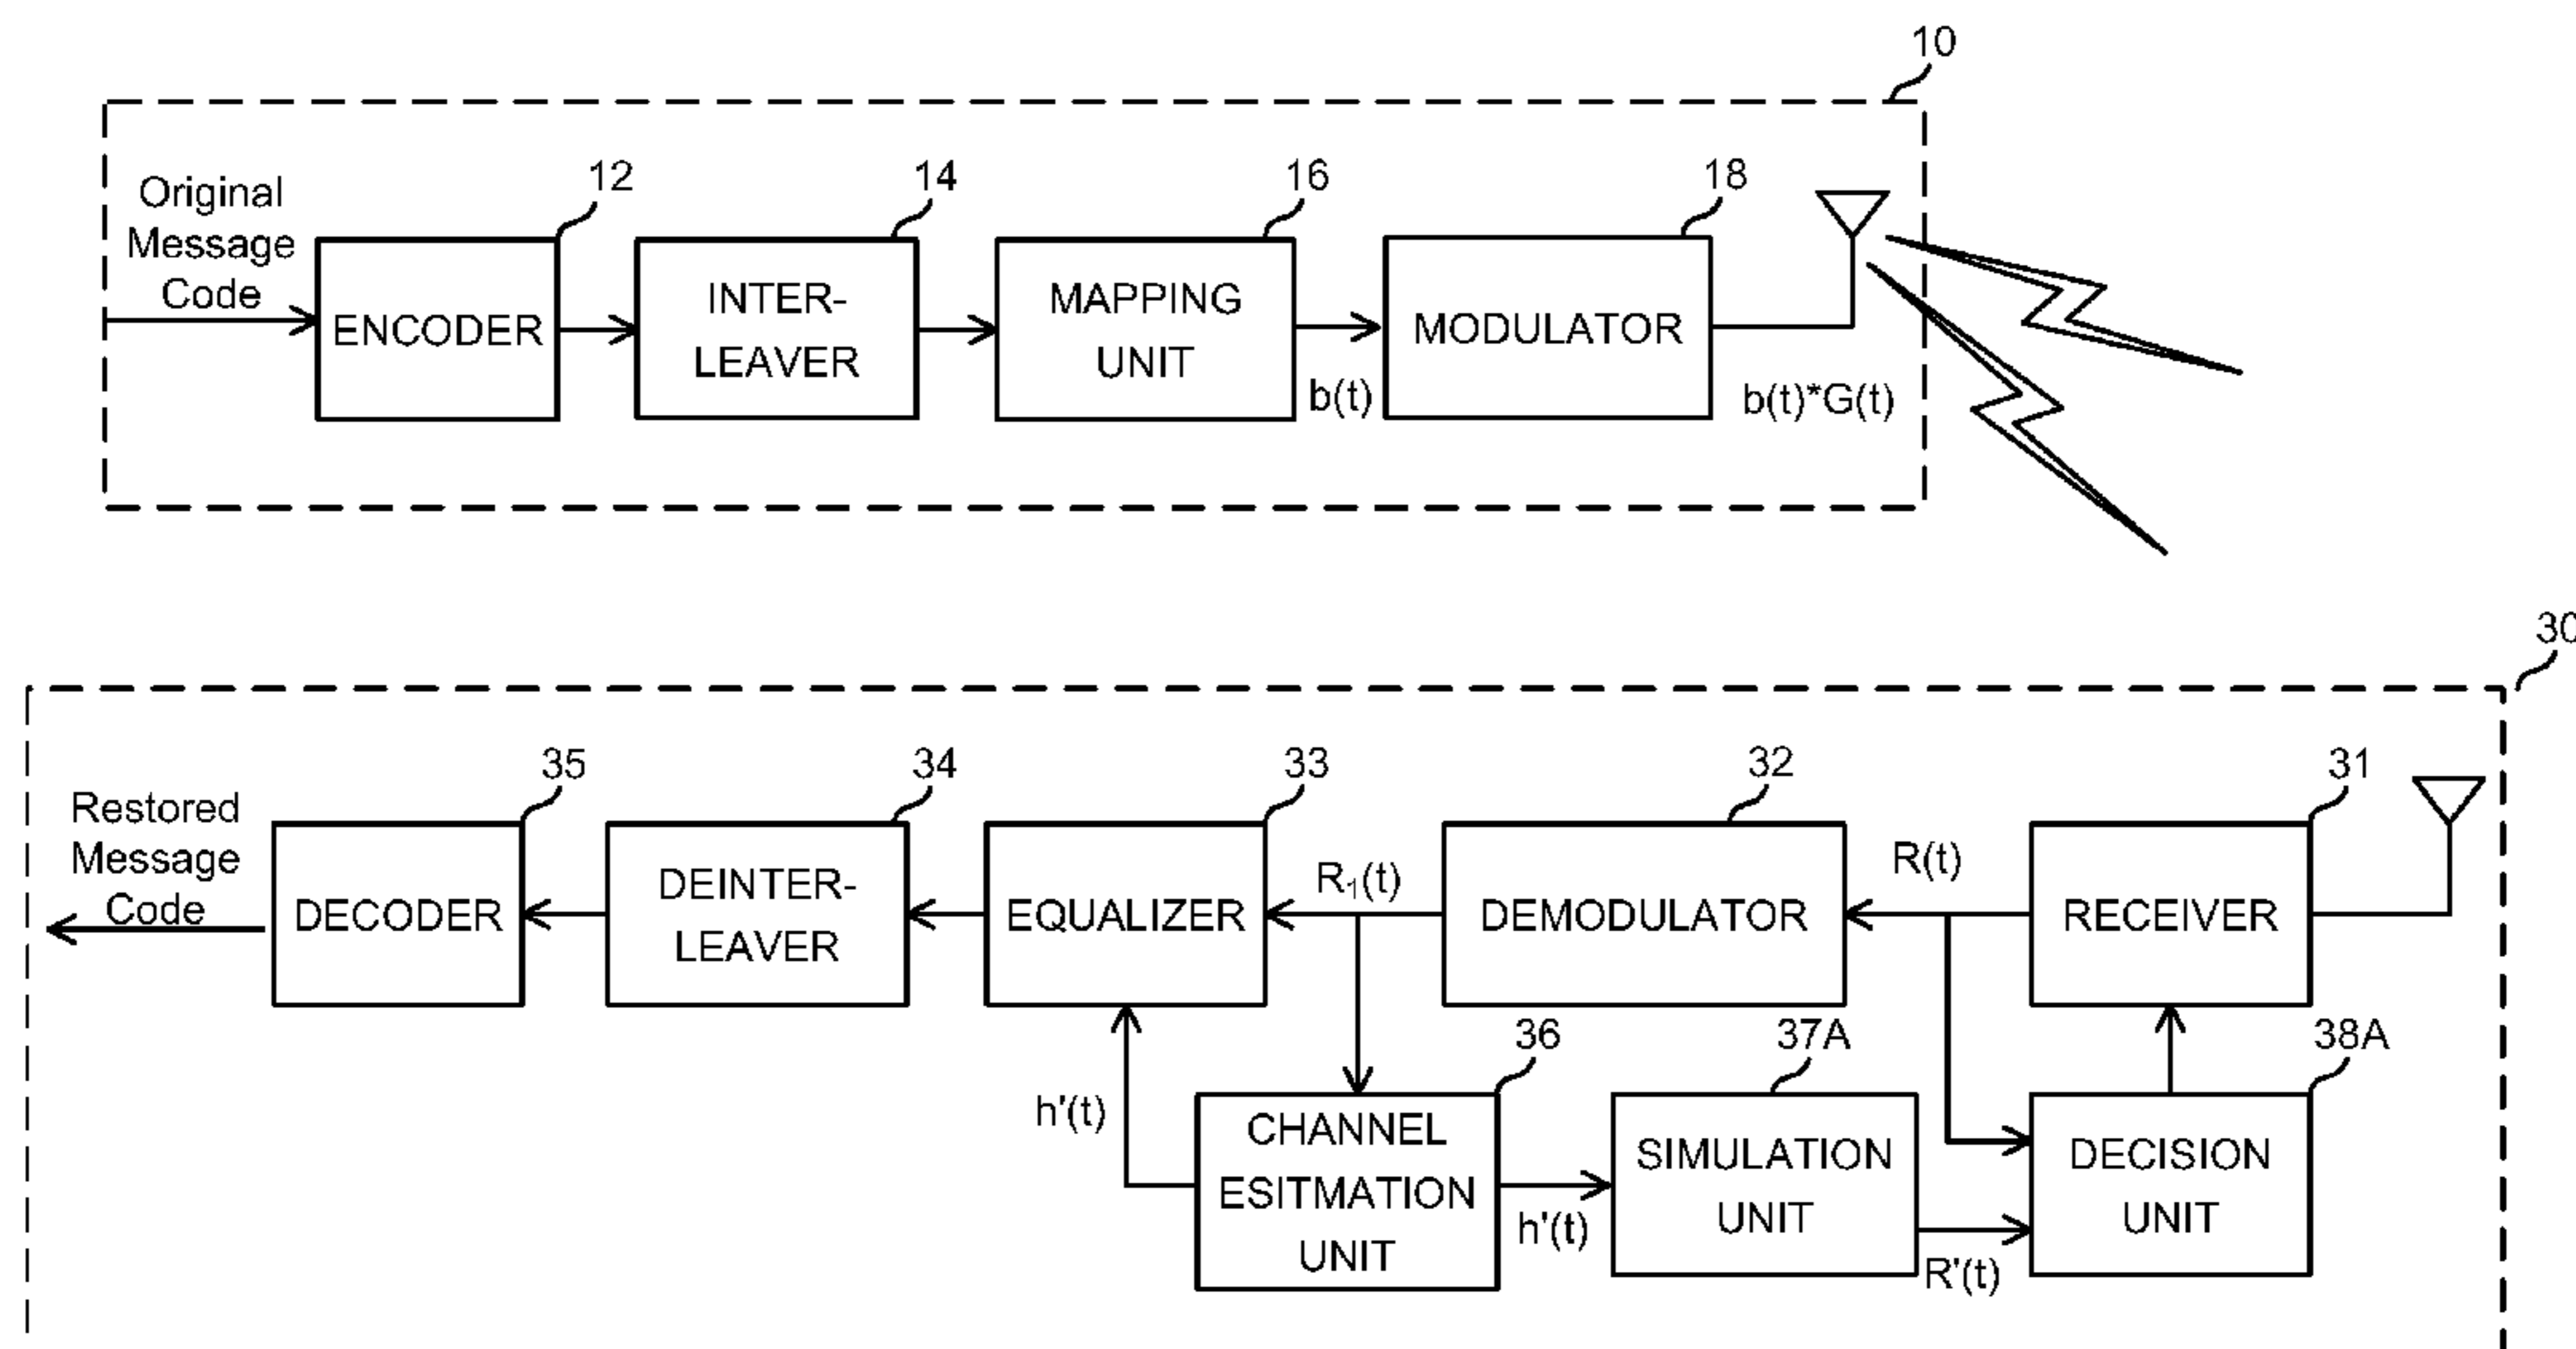 10
12
14
16
18
Original
Message
Code
ENCODER
INTER-
LEAVER
MAPPING
UNIT
b(t)
MODULATOR
b(t)*G(t)
30
35
34
33
32
31
Restored
Message
Code
DECODER
DEINTER-
LEAVER
EQUALIZER
R₁(t)
DEMODULATOR
R(t)
RECEIVER
36
37A
38A
h'(t)
CHANNEL
ESITMATION
UNIT
h'(t)
SIMULATION
UNIT
R'(t)
DECISION
UNIT